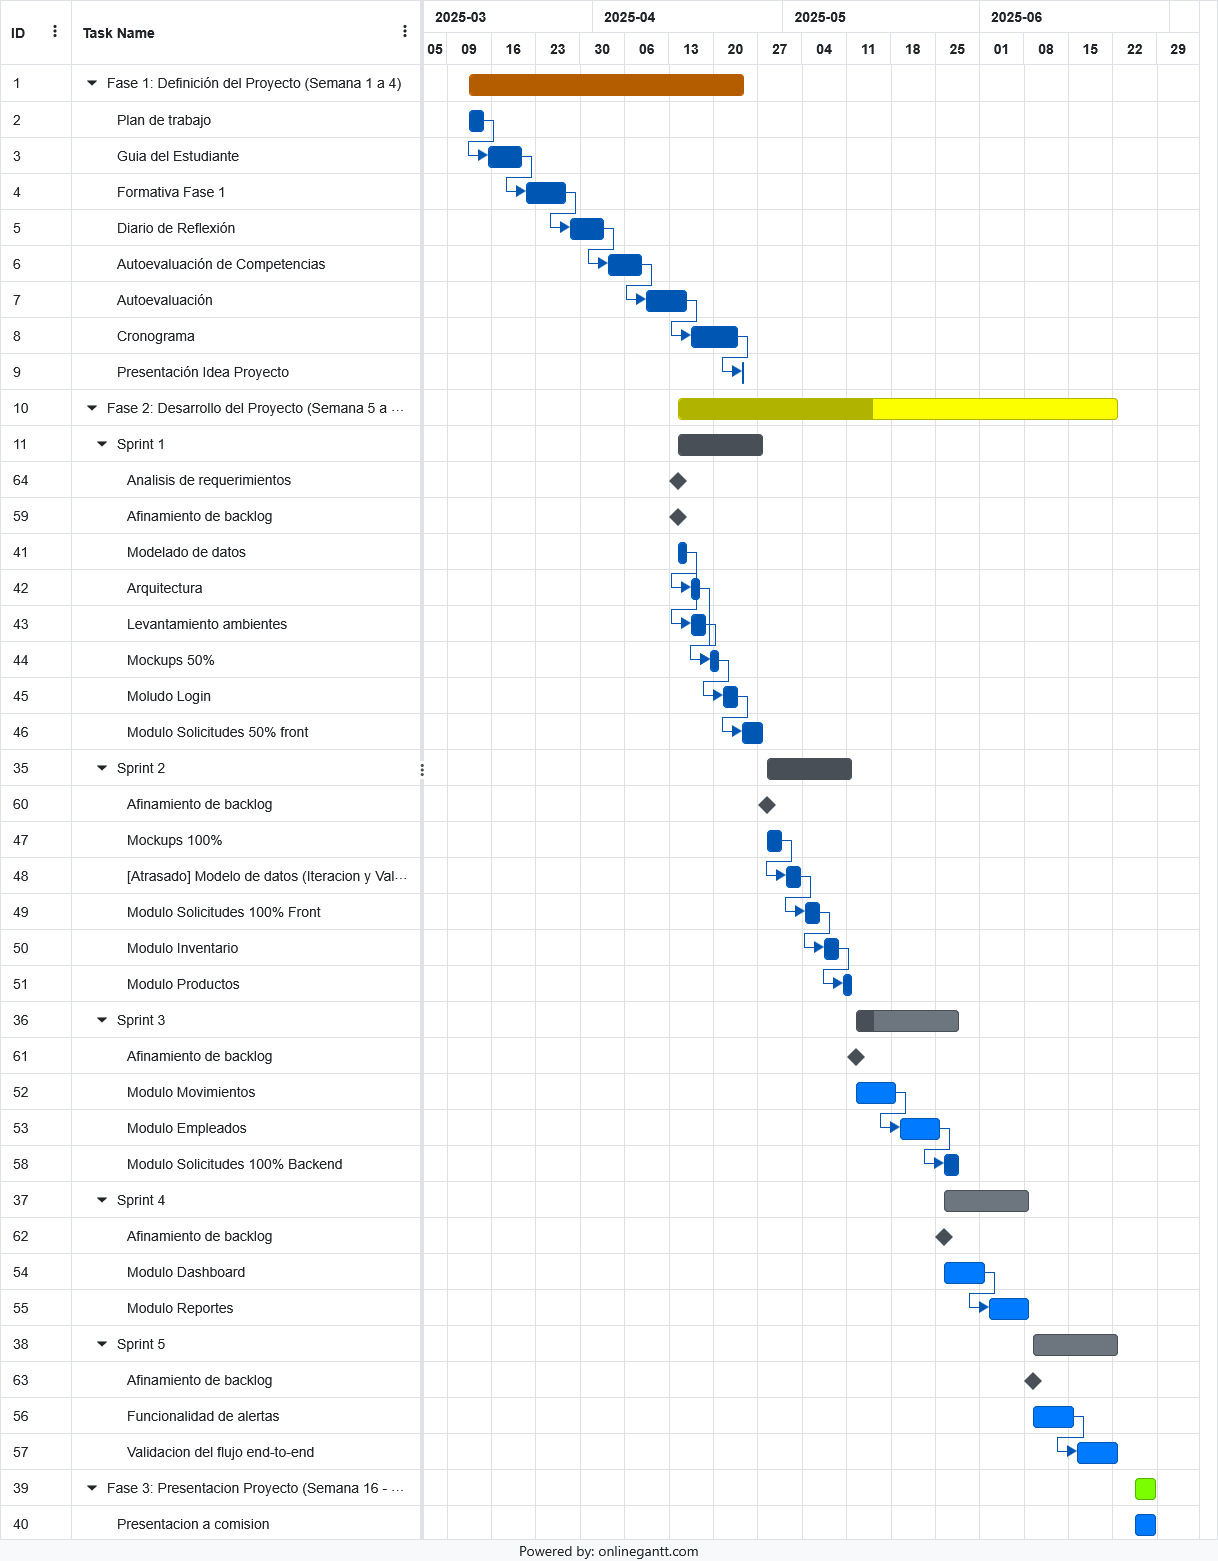 ID Task Name 2025-03 2025-04 2025-05 2025-06
05 09 16 23 30 06 13 20 27 04 11 18 25 01 08 15 22 29
1 Fase 1: Definición del Proyecto (Semana 1 a 4)
2 Plan de trabajo
3 Guia del Estudiante
4 Formativa Fase 1
5 Diario de Reflexión
6 Autoevaluación de Competencias
7 Autoevaluación
8 Cronograma
9 Presentación Idea Proyecto
10 Fase 2: Desarrollo del Proyecto (Semana 5 a ...
11 Sprint 1
64 Analisis de requerimientos
59 Afinamiento de backlog
41 Modelado de datos
42 Arquitectura
43 Levantamiento ambientes
44 Mockups 50%
45 Moludo Login
46 Modulo Solicitudes 50% front
35 Sprint 2
60 Afinamiento de backlog
47 Mockups 100%
48 [Atrasado] Modelo de datos (Iteracion y Val...
49 Modulo Solicitudes 100% Front
50 Modulo Inventario
51 Modulo Productos
36 Sprint 3
61 Afinamiento de backlog
52 Modulo Movimientos
53 Modulo Empleados
58 Modulo Solicitudes 100% Backend
37 Sprint 4
62 Afinamiento de backlog
54 Modulo Dashboard
55 Modulo Reportes
38 Sprint 5
63 Afinamiento de backlog
56 Funcionalidad de alertas
57 Validacion del flujo end-to-end
39 Fase 3: Presentacion Proyecto (Semana 16 - ...
40 Presentacion a comision
Powered by: onlinegantt.com